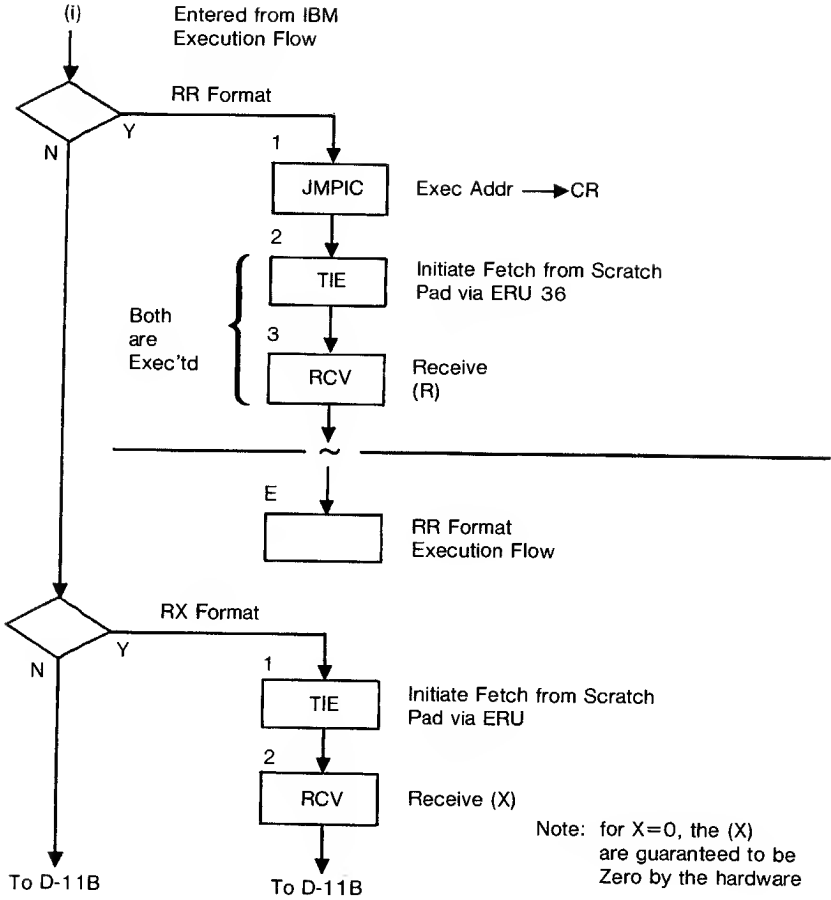 (i)
Entered from IBM
Execution Flow
RR Format
Y
N
1
JMPIC
Exec Addr → CR
2
TIE
Initiate Fetch from Scratch
Pad via ERU 36
Both
are
Exec'td
3
RCV
Receive
(R)
~
E
RR Format
Execution Flow
RX Format
Y
N
1
TIE
Initiate Fetch from Scratch
Pad via ERU
2
RCV
Receive (X)
Note: for X=0, the (X)
are guaranteed to be
Zero by the hardware
To D-11B
To D-11B